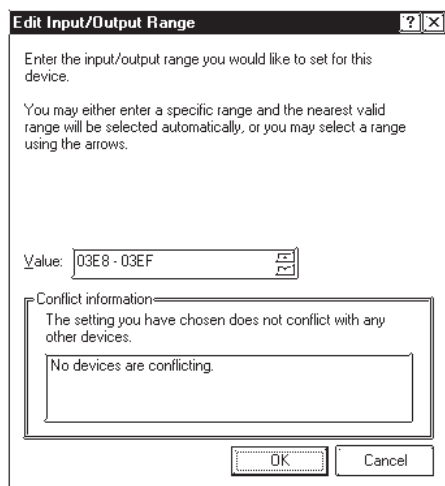 Edit Input/Output Range
Enter the input/output range you would like to set for this
device.
You may either enter a specific range and the nearest valid
range will be selected automatically, or you may select a range
using the arrows.
Value: 03E8 - 03EF
Conflict information
The setting you have chosen does not conflict with any
other devices.
No devices are conflicting.
OK Cancel